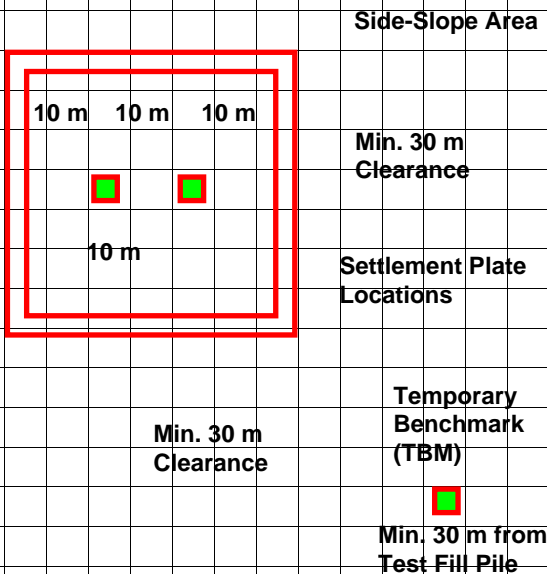 Side-Slope Area
10 m 10 m 10 m
Min. 30 m
Clearance
10 m
Settlement Plate
Locations
Temporary
Benchmark
(TBM)
Min. 30 m
Clearance
Min. 30 m from
Test Fill Pile